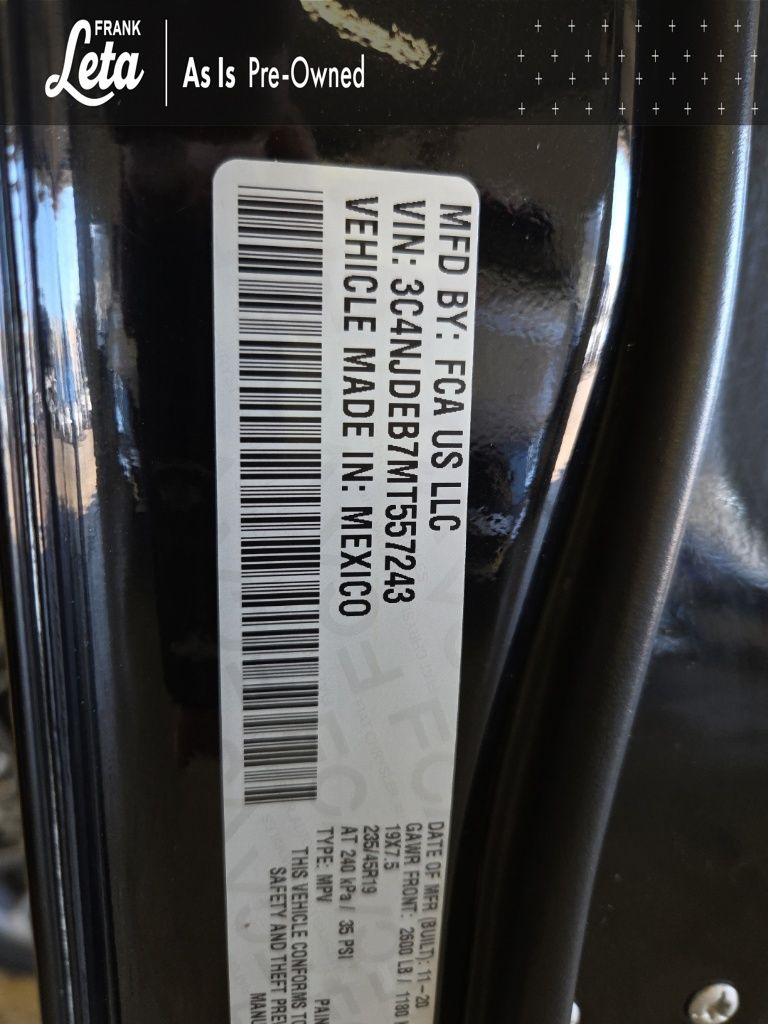 FRANK
Leta
As Is Pre-Owned
MFD BY: FCA US LLC
VIN: 3C4NJDEB7MT557243
VEHICLE MADE IN: MEXICO
DATE OF MFR (BUILT): 11-20
GAWR FRONT: 2600 LB / 1180
19X7.5
235/45R19
AT 240 kPa / 35 PSI
TYPE: MPV
THIS VEHICLE CONFORMS TO
SAFETY AND THEFT